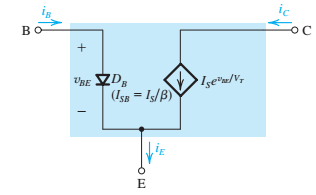 i_B
i_C
B
C
+
v_BE D_B I_S e^{v_BE/V_T}
(I_SB = I_S/β)
−
i_E
E